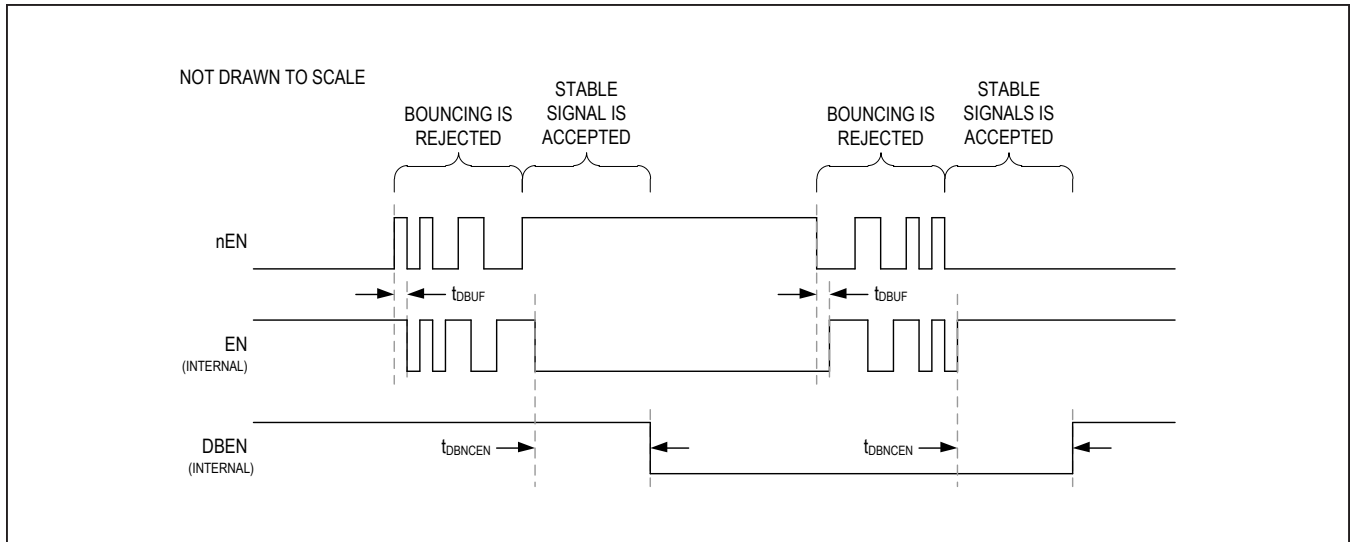 NOT DRAWN TO SCALE
BOUNCING IS
REJECTED
STABLE
SIGNAL IS
ACCEPTED
BOUNCING IS
REJECTED
STABLE
SIGNALS IS
ACCEPTED
nEN
tDBUF
tDBUF
EN
(INTERNAL)
DBEN
(INTERNAL)
tDBNCEN
tDBNCEN